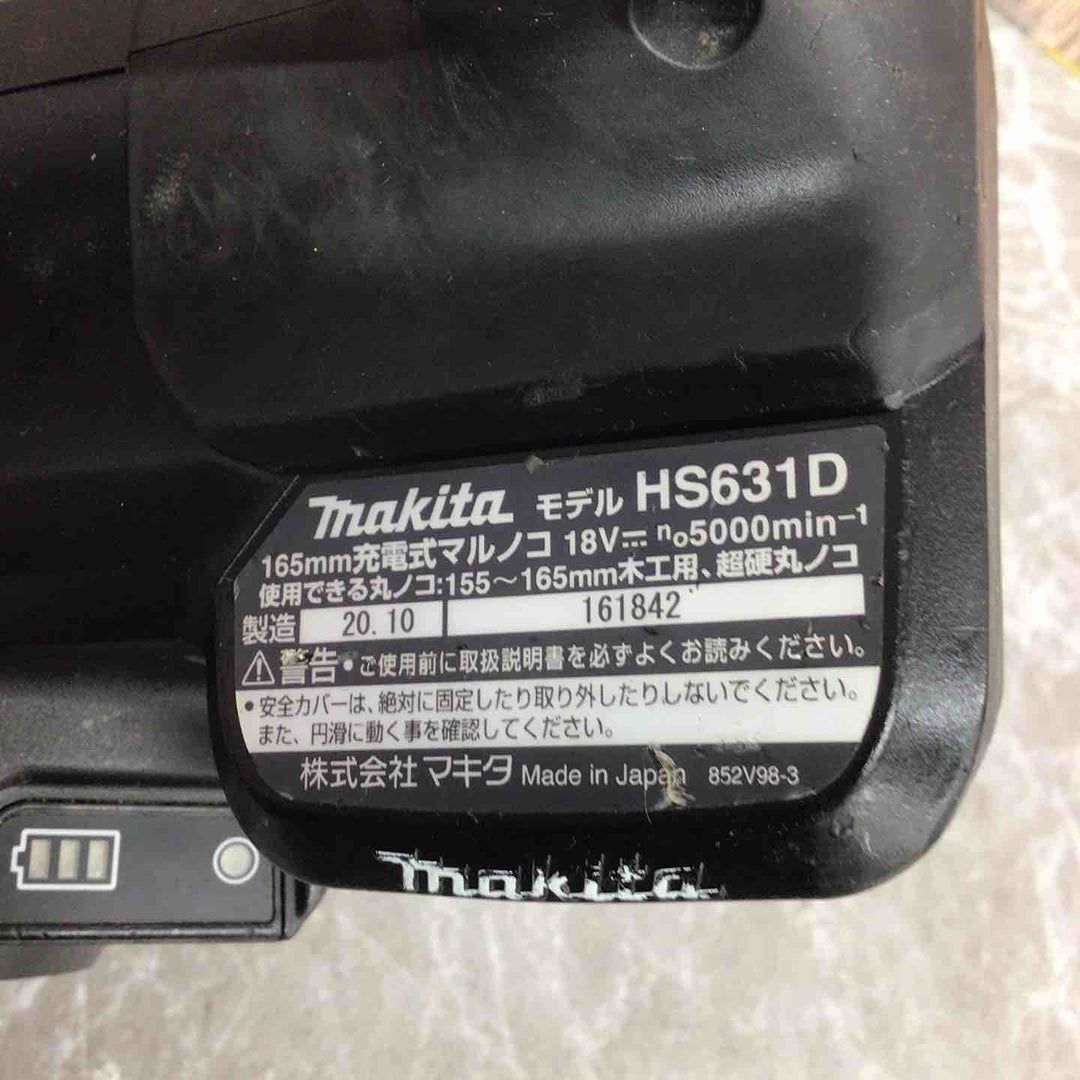 makita モデル HS631D
165mm充電式マルノコ 18V⎓ n₀5000min⁻¹
使用できる丸ノコ:155～165mm木工用、超硬丸ノコ
製造 20.10 161842
⚠警告 • ご使用前に取扱説明書を必ずよくお読みください。
• 安全カバーは、絶対に固定したり取り外したりしないでください。
また、円滑に動く事を確認してください。
株式会社 マキタ Made in Japan 852V98-3
makita